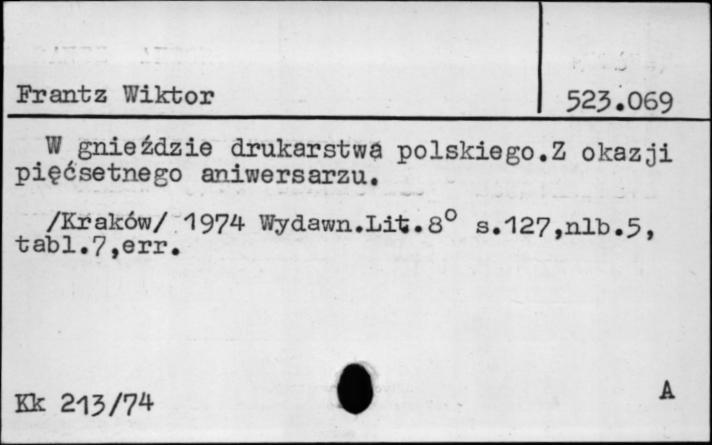 Frantz Wiktor
523.069
W gnieździe drukarstwa polskiego.Z okazji
pięćsetnego aniwersarzu.
/Kraków/ 1974 Wydawn.Lit.8° s.127,nlb.5,
tabl.7,err.
Kk 213/74
A